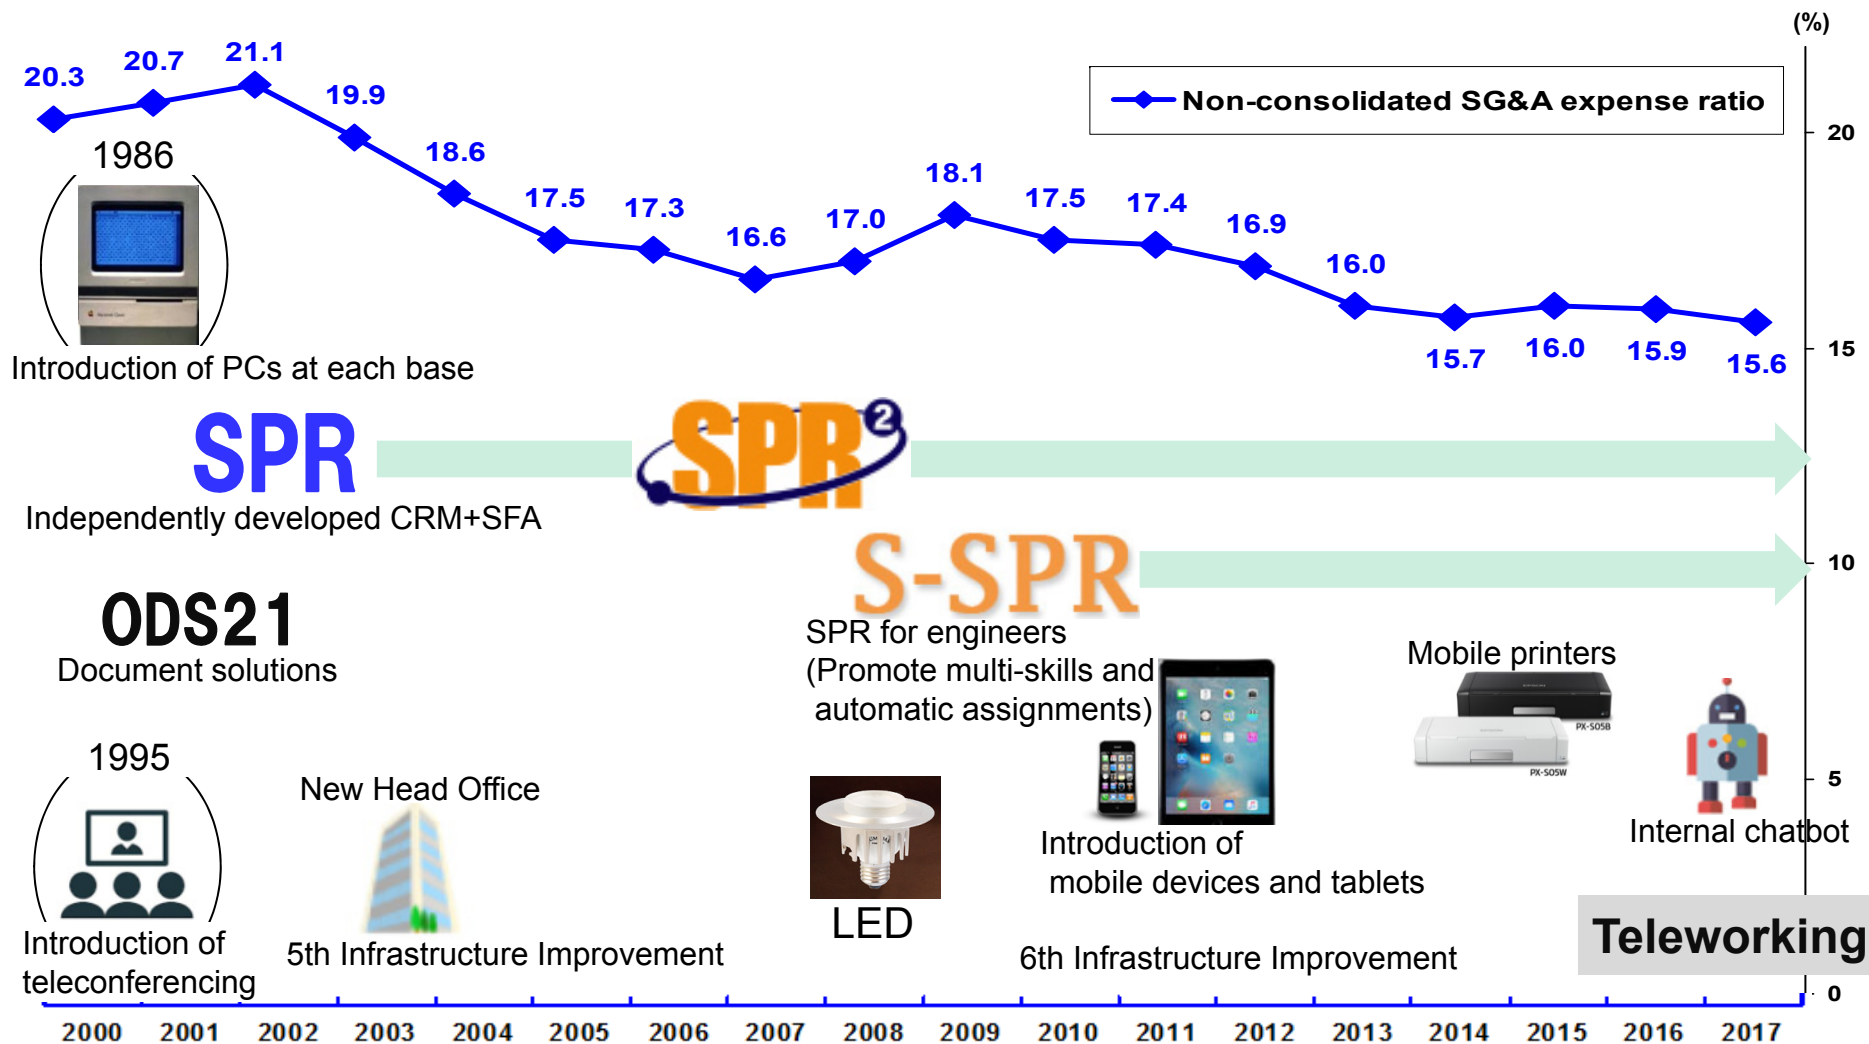 (%)
20.3
20.7
21.1
19.9
18.6
17.5
17.3
16.6
17.0
18.1
17.5
17.4
16.9
16.0
15.7
16.0
15.9
15.6
Non-consolidated SG&A expense ratio
20
15
10
5
0
1986
Introduction of PCs at each base
SPR
Independently developed CRM+SFA
SPR2
S-SPR
SPR for engineers
(Promote multi-skills and
automatic assignments)
ODS21
Document solutions
Mobile printers
PX-S05B
PX-S05W
1995
Introduction of
teleconferencing
New Head Office
5th Infrastructure Improvement
LED
Introduction of
mobile devices and tablets
6th Infrastructure Improvement
Internal chatbot
Teleworking
2000 2001 2002 2003 2004 2005 2006 2007 2008 2009 2010 2011 2012 2013 2014 2015 2016 2017